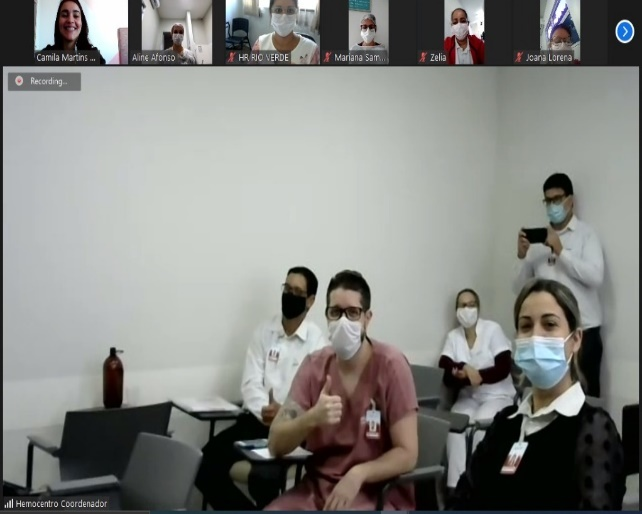 Camila Martins ...
Aline Afonso
HR RIO VERDE
Mariana Sam...
Zelia
Joana Lorena
Recording...
Hemocentro Coordenador